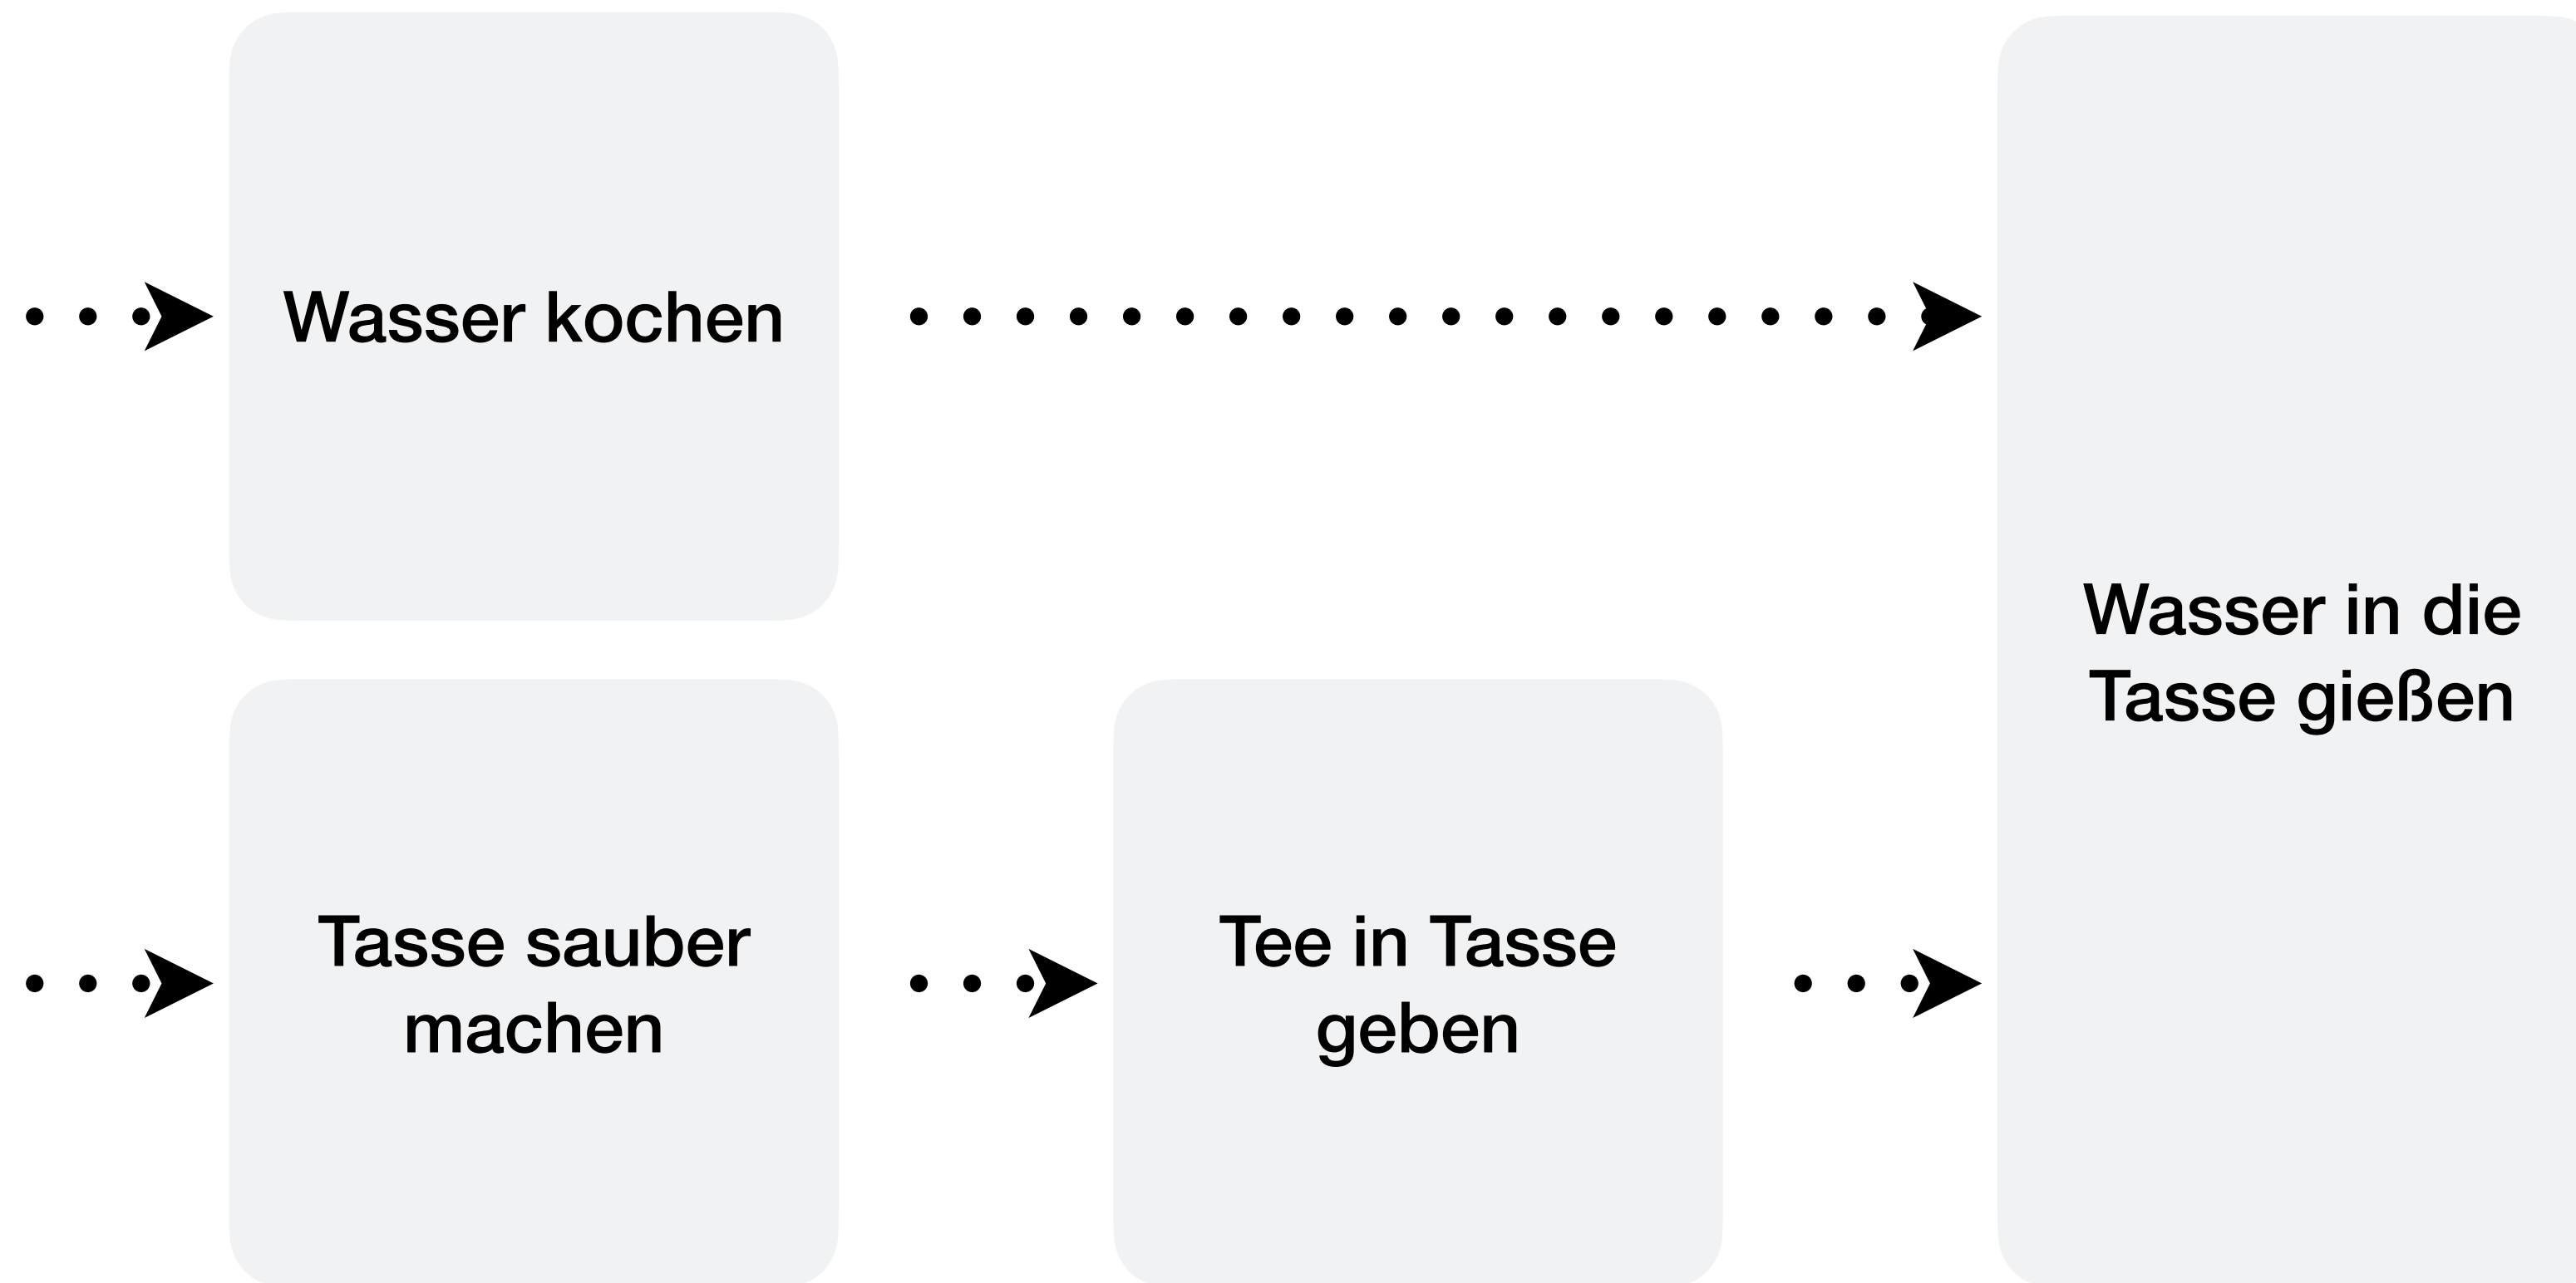 Wasser kochen
Wasser in die
Tasse gießen
Tasse sauber
machen
Tee in Tasse
geben